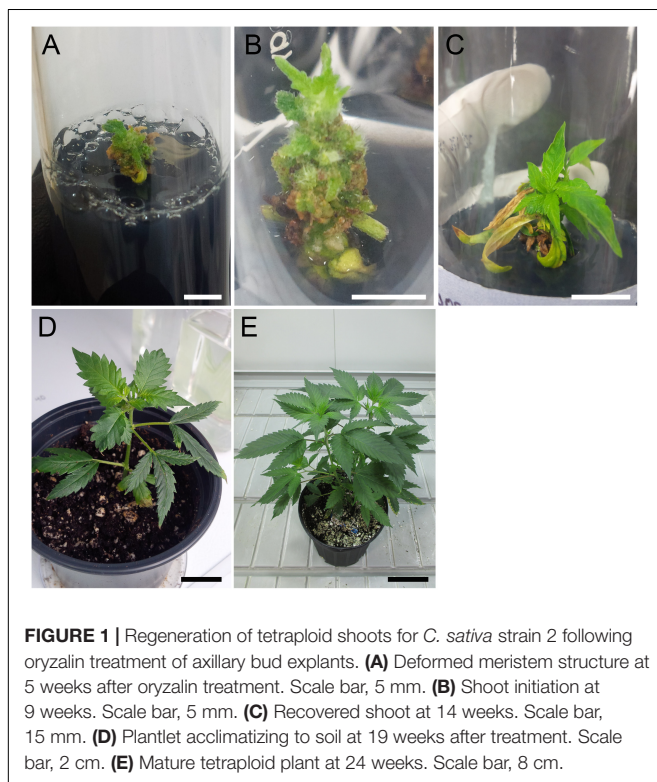 A
B
C
D
E
FIGURE 1 | Regeneration of tetraploid shoots for C. sativa strain 2 following
oryzalin treatment of axillary bud explants. (A) Deformed meristem structure at
5 weeks after oryzalin treatment. Scale bar, 5 mm. (B) Shoot initiation at
9 weeks. Scale bar, 5 mm. (C) Recovered shoot at 14 weeks. Scale bar,
15 mm. (D) Plantlet acclimatizing to soil at 19 weeks after treatment. Scale
bar, 2 cm. (E) Mature tetraploid plant at 24 weeks. Scale bar, 8 cm.